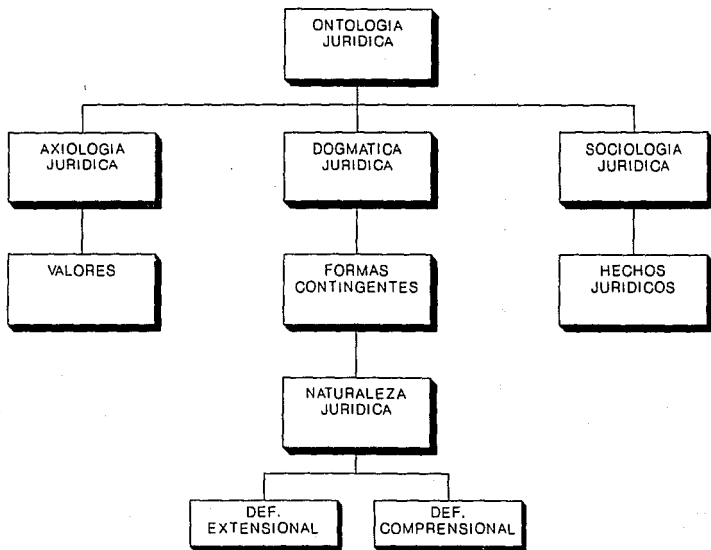 ONTOLOGIA
JURIDICA
AXIOLOGIA
JURIDICA
DOGMATICA
JURIDICA
SOCIOLOGIA
JURIDICA
VALORES
FORMAS
CONTINGENTES
HECHOS
JURIDICOS
NATURALEZA
JURIDICA
DEF.
EXTENSIONAL
DEF.
COMPRENSIONAL